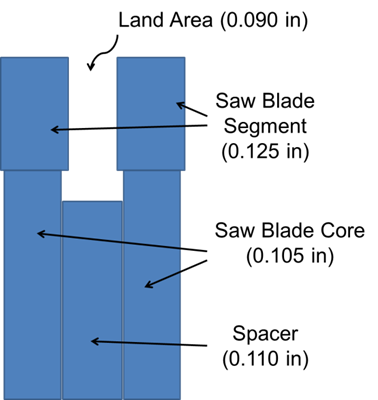 Land Area (0.090 in)
Saw Blade
Segment
(0.125 in)
Saw Blade Core
(0.105 in)
Spacer
(0.110 in)